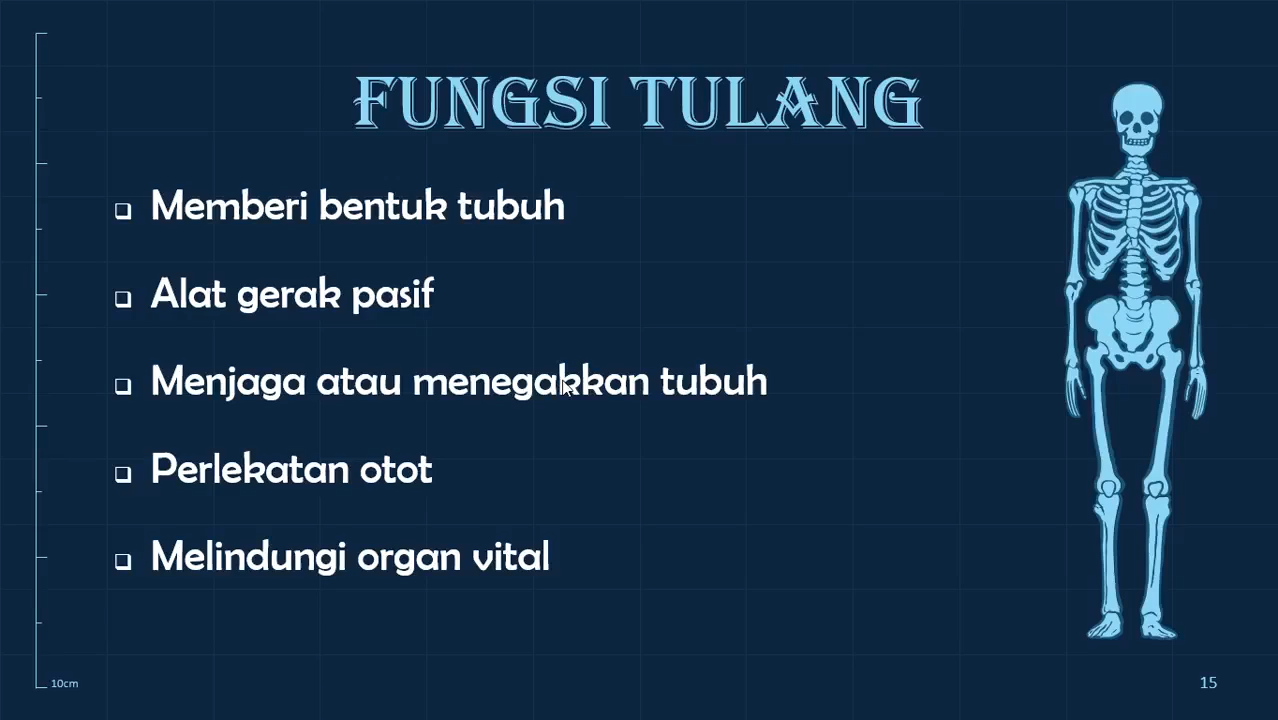 FUNGSI TULANG
❑ Memberi bentuk tubuh
❑ Alat gerak pasif
❑ Menjaga atau menegakkan tubuh
❑ Perlekatan otot
❑ Melindungi organ vital
10cm
15